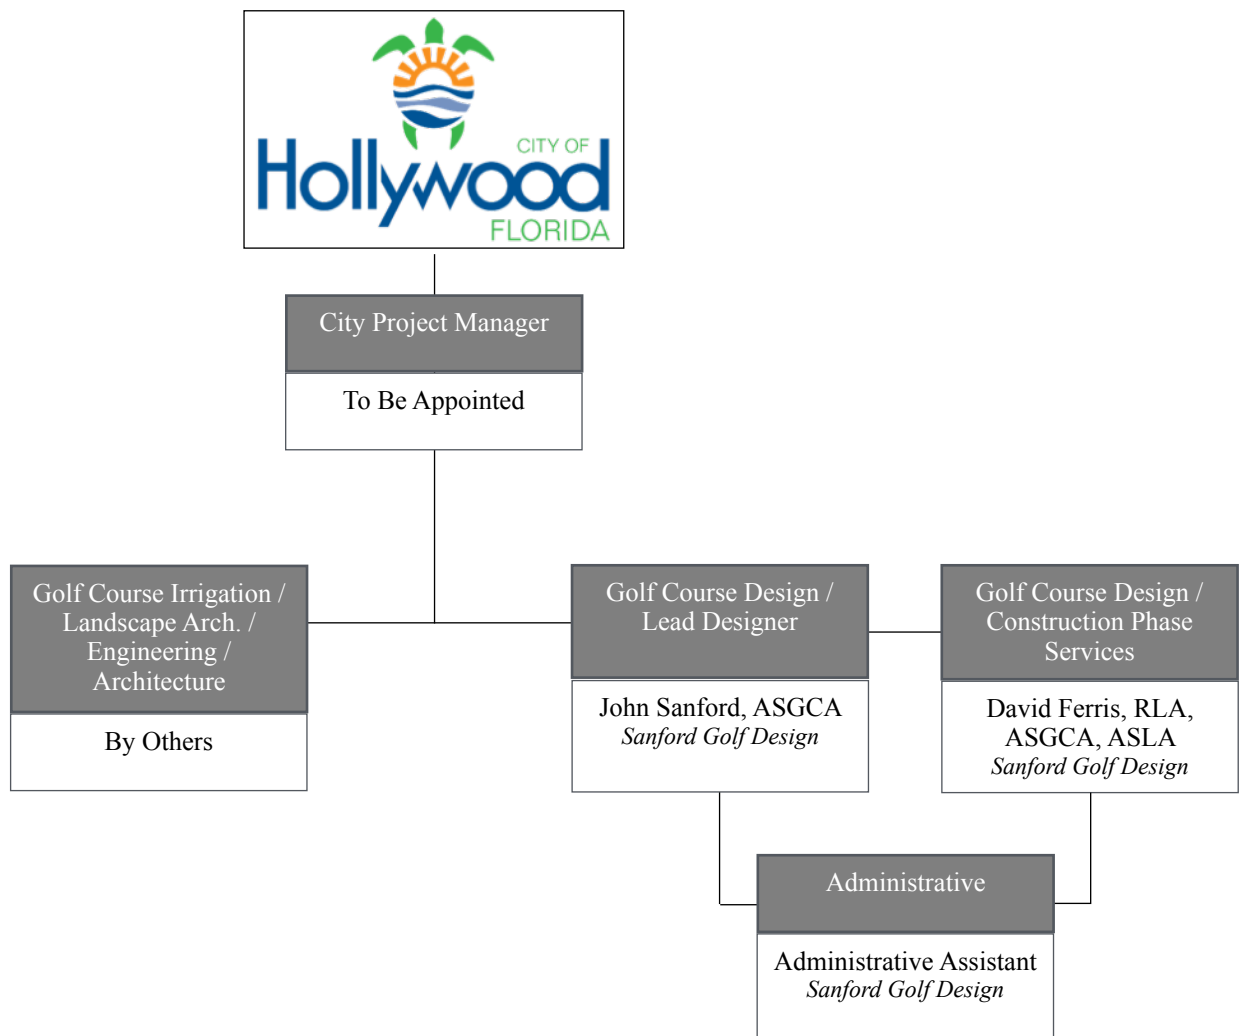 CITY OF
Hollywood
FLORIDA
City Project Manager
To Be Appointed
Golf Course Irrigation /
Landscape Arch. /
Engineering /
Architecture
By Others
Golf Course Design /
Lead Designer
John Sanford, ASGCA
Sanford Golf Design
Golf Course Design /
Construction Phase
Services
David Ferris, RLA,
ASGCA, ASLA
Sanford Golf Design
Administrative
Administrative Assistant
Sanford Golf Design